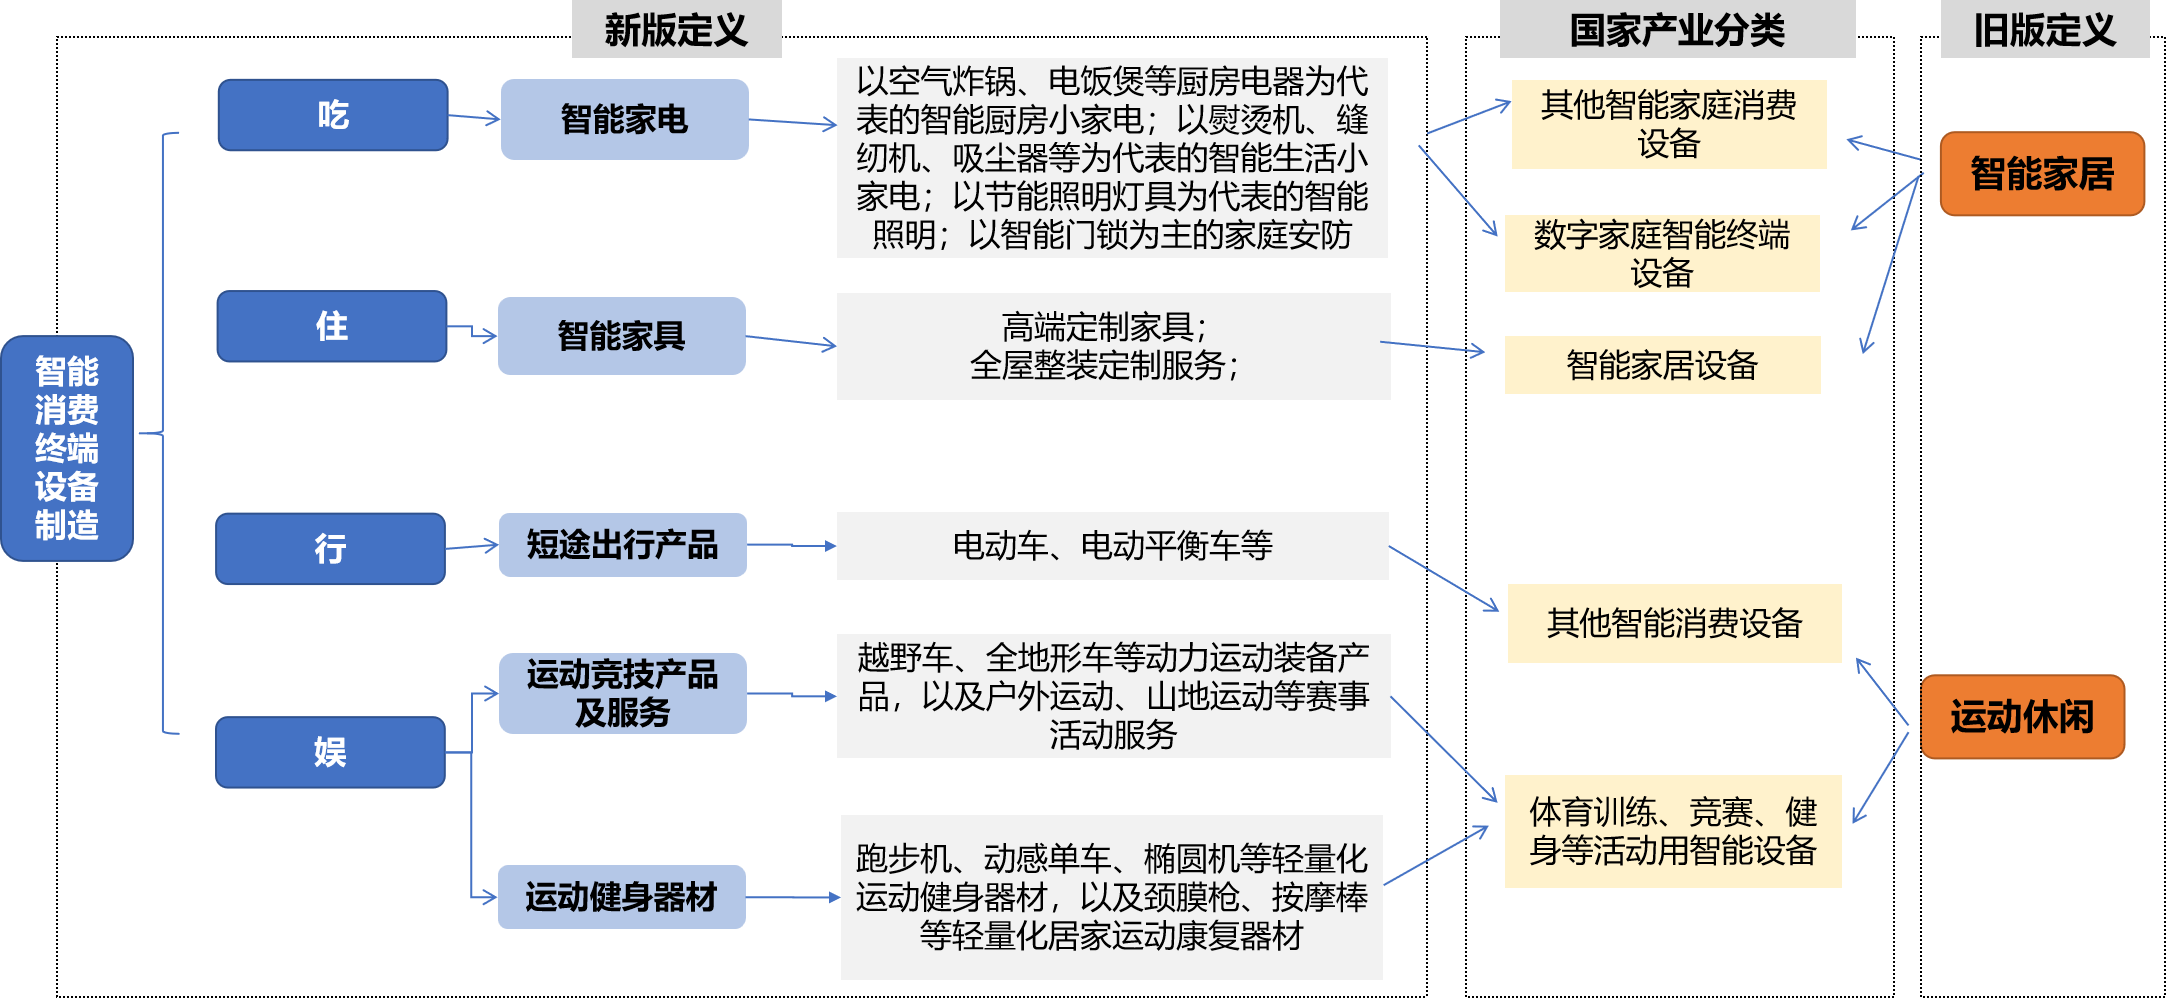 新版定义
国家产业分类
旧版定义
智能
消费
终端
设备
制造
吃
智能家电
以空气炸锅、电饭煲等厨房电器为代
表的智能厨房小家电；以熨烫机、缝
纫机、吸尘器等为代表的智能生活小
家电；以节能照明灯具为代表的智能
照明；以智能门锁为主的家庭安防
住
智能家具
高端定制家具；
全屋整装定制服务；
行
短途出行产品
电动车、电动平衡车等
娱
运动竞技产品
及服务
越野车、全地形车等动力运动装备产
品，以及户外运动、山地运动等赛事
活动服务
运动健身器材
跑步机、动感单车、椭圆机等轻量化
运动健身器材，以及颈膜枪、按摩棒
等轻量化居家运动康复器材
其他智能家庭消费
设备
数字家庭智能终端
设备
智能家居设备
其他智能消费设备
体育训练、竞赛、健
身等活动用智能设备
智能家居
运动休闲